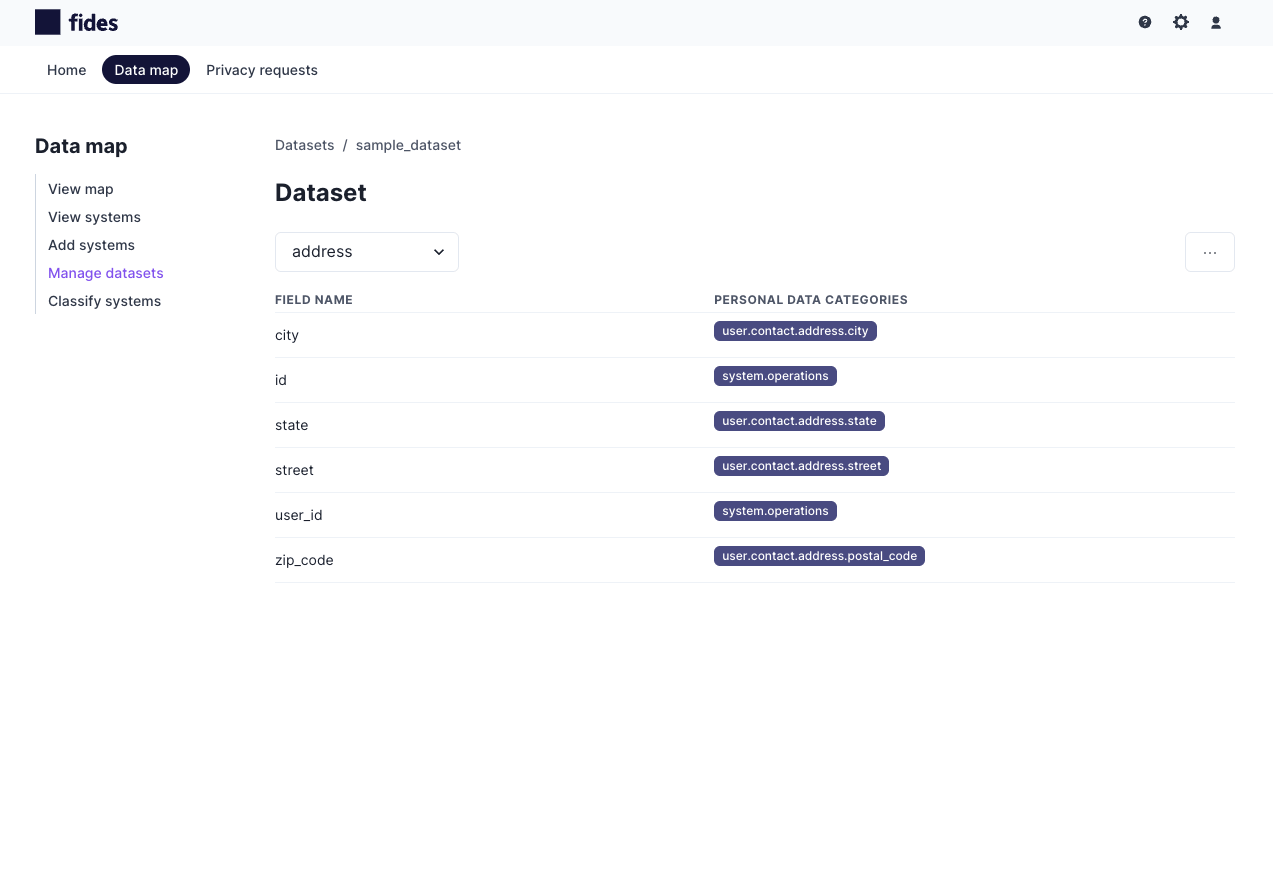 fides
Home Data map Privacy requests
Data map
View map
View systems
Add systems
Manage datasets
Classify systems
Datasets / sample_dataset
Dataset
address
...
FIELD NAME PERSONAL DATA CATEGORIES
city user.contact.address.city
id system.operations
state user.contact.address.state
street user.contact.address.street
user_id system.operations
zip_code user.contact.address.postal_code